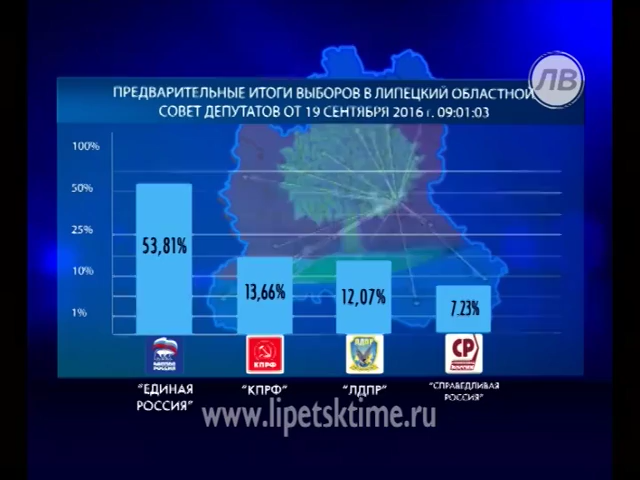 ЛВ
ПРЕДВАРИТЕЛЬНЫЕ ИТОГИ ВЫБОРОВ В ЛИПЕЦКИЙ ОБЛАСТНОЙ
СОВЕТ ДЕПУТАТОВ ОТ 19 СЕНТЯБРЯ 2016 г. 09:01:03
100%
50%
25%
10%
1%
53,81%
13,66%
12,07%
7.23%
КПРФ
ЛДПР
СР
"ЕДИНАЯ
РОССИЯ"
"КПРФ"
"ЛДПР"
"СПРАВЕДЛИВАЯ
РОССИЯ"
www.lipetsktime.ru